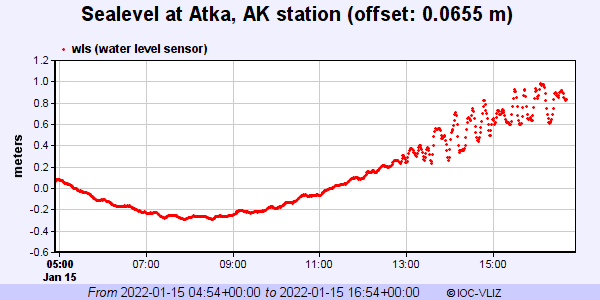 Sealevel at Atka, AK station (offset: 0.0655 m)
wls (water level sensor)
1.2
1.0
0.8
0.6
0.4
0.2
0.0
-0.2
-0.4
-0.6
meters
05:00 07:00 09:00 11:00 13:00 15:00
Jan 15
From 2022-01-15 04:54+00:00 to 2022-01-15 16:54+00:00 © IOC-VLIZ